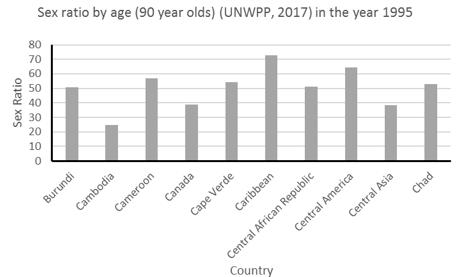 Sex ratio by age (90 year olds) (UNWPP, 2017) in the year 1995
80
70
60
50
40
30
20
10
0
Sex Ratio
Burundi
Cambodia
Cameroon
Canada
Cape Verde
Caribbean
Central African Republic
Central America
Central Asia
Chad
Country